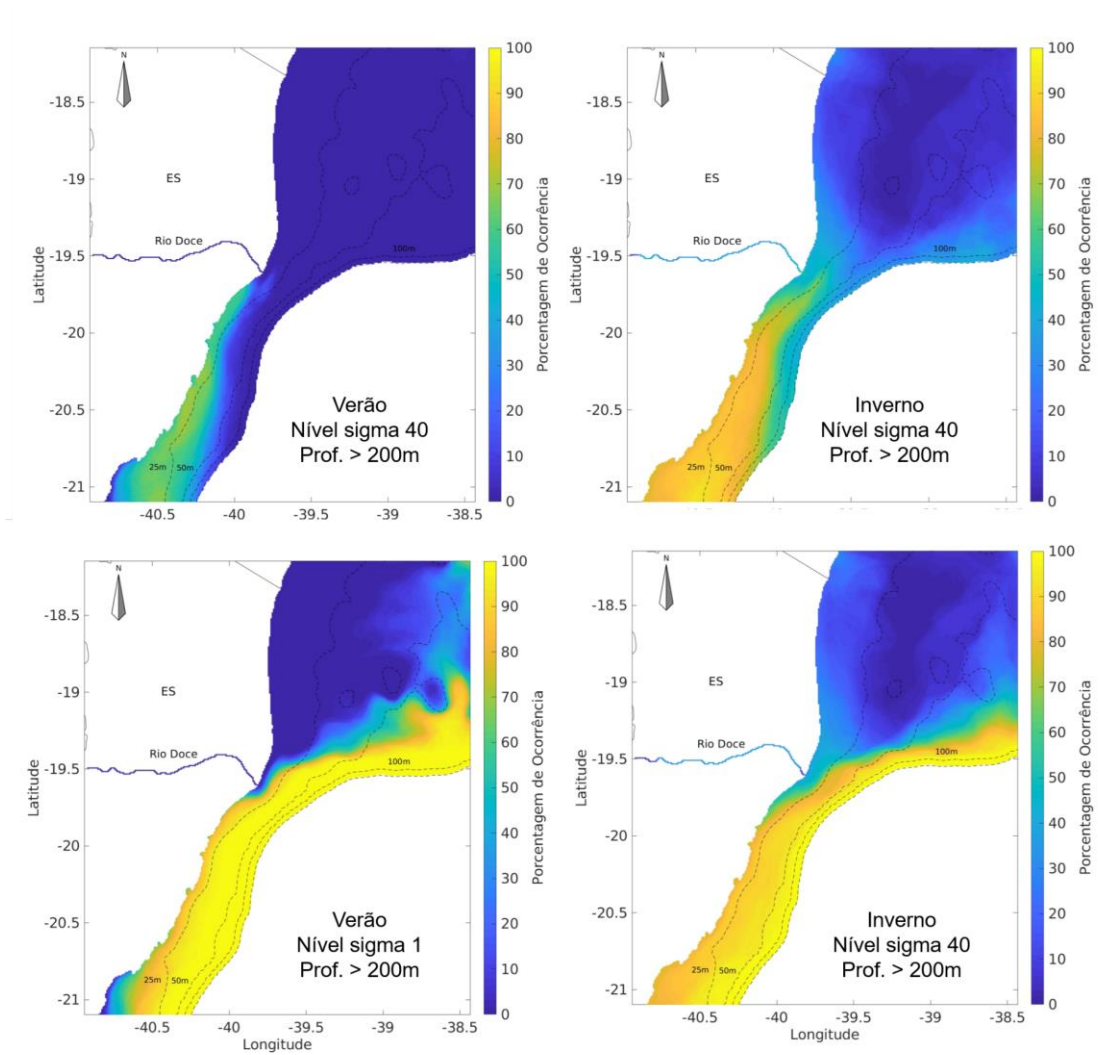 N
-18.5
-19
-19.5
-20
-20.5
-21
Latitude
ES
Rio Doce
100m
25m
50m
Verão
Nível sigma 40
Prof. > 200m
-40.5
-40
-39.5
-39
-38.5
100
90
80
70
60
50
40
30
20
10
0
Porcentagem de Ocorrência
N
-18.5
-19
-19.5
-20
-20.5
-21
Latitude
ES
Rio Doce
100m
25m
50m
Inverno
Nível sigma 40
Prof. > 200m
100
90
80
70
60
50
40
30
20
10
0
Porcentagem de Ocorrência
N
-18.5
-19
-19.5
-20
-20.5
-21
Latitude
ES
Rio Doce
100m
25m
50m
Verão
Nível sigma 1
Prof. > 200m
-40.5
-40
-39.5
-39
-38.5
Longitude
100
90
80
70
60
50
40
30
20
10
0
Porcentagem de Ocorrência
N
-18.5
-19
-19.5
-20
-20.5
-21
Latitude
ES
Rio Doce
100m
25m
50m
Inverno
Nível sigma 40
Prof. > 200m
-40.5
-40
-39.5
-39
-38.5
Longitude
100
90
80
70
60
50
40
30
20
10
0
Porcentagem de Ocorrência